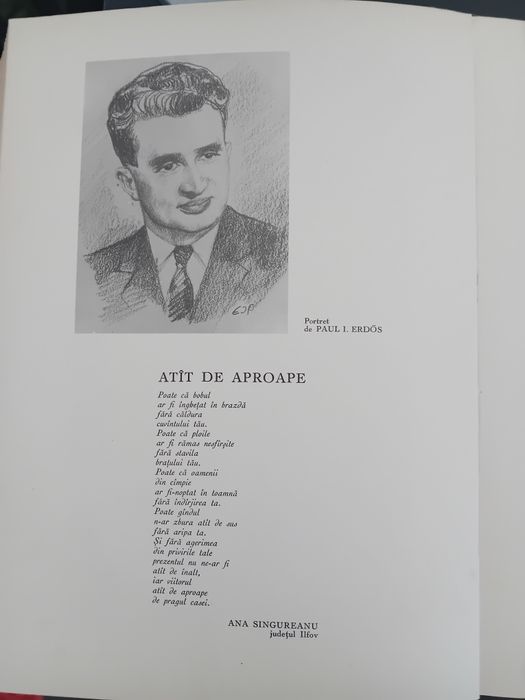 EJP
Portret
de PAUL I. ERDŐS
ATÎT DE APROAPE
Poate că bobul
ar fi înghețat în brazdă
fără căldura
cuvîntului tău.
Poate că ploile
ar fi rămas nesfîrșite
fără stavila
brațului tău.
Poate că oamenii
din cîmpie
ar fi-noptat în toamnă
fără îndîrjirea ta.
Poate gîndul
n-ar zbura atît de sus
fără aripa ta.
Și fără agerimea
din privirile tale
prezentul nu ne-ar fi
atît de înalt,
iar viitorul
atît de aproape
de pragul casei.
ANA SINGUREANU
județul Ilfov